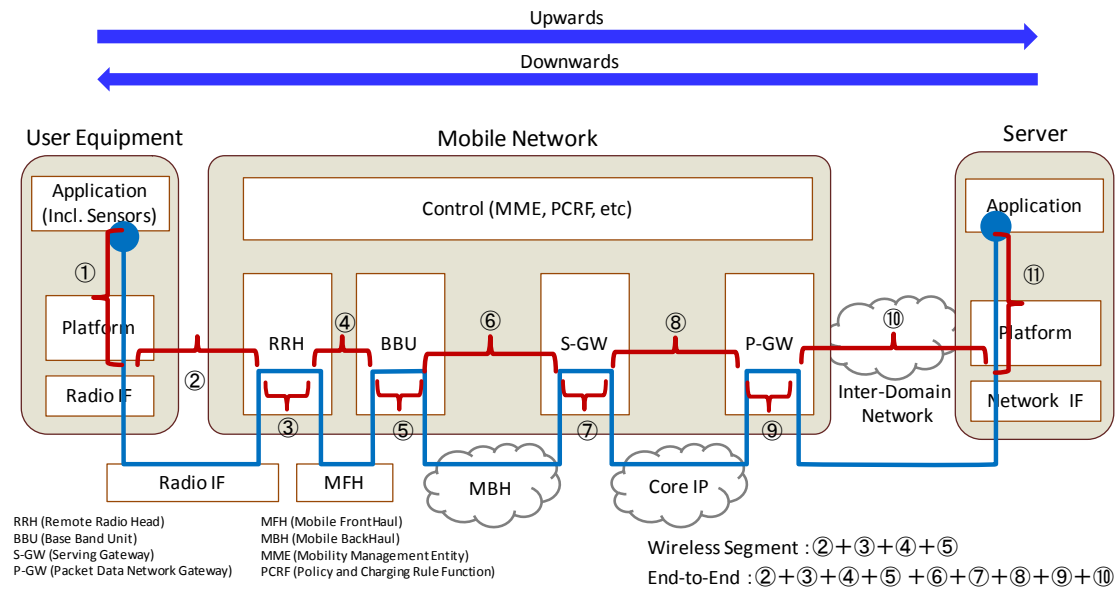 Upwards
Downwards
User Equipment
Mobile Network
Server
Application
(Incl. Sensors)
Control (MME, PCRF, etc)
Application
①
⑪
Platform
④
⑥
⑧
⑩
Platform
RRH
BBU
S-GW
P-GW
②
Radio IF
③
⑤
⑦
⑨
Inter-Domain
Network
Network IF
Radio IF
MFH
MBH
Core IP
RRH (Remote Radio Head)
BBU (Base Band Unit)
S-GW (Serving Gateway)
P-GW (Packet Data Network Gateway)
MFH (Mobile FrontHaul)
MBH (Mobile BackHaul)
MME (Mobility Management Entity)
PCRF (Policy and Charging Rule Function)
Wireless Segment : ②+③+④+⑤
End-to-End : ②+③+④+⑤ +⑥+⑦+⑧+⑨+⑩